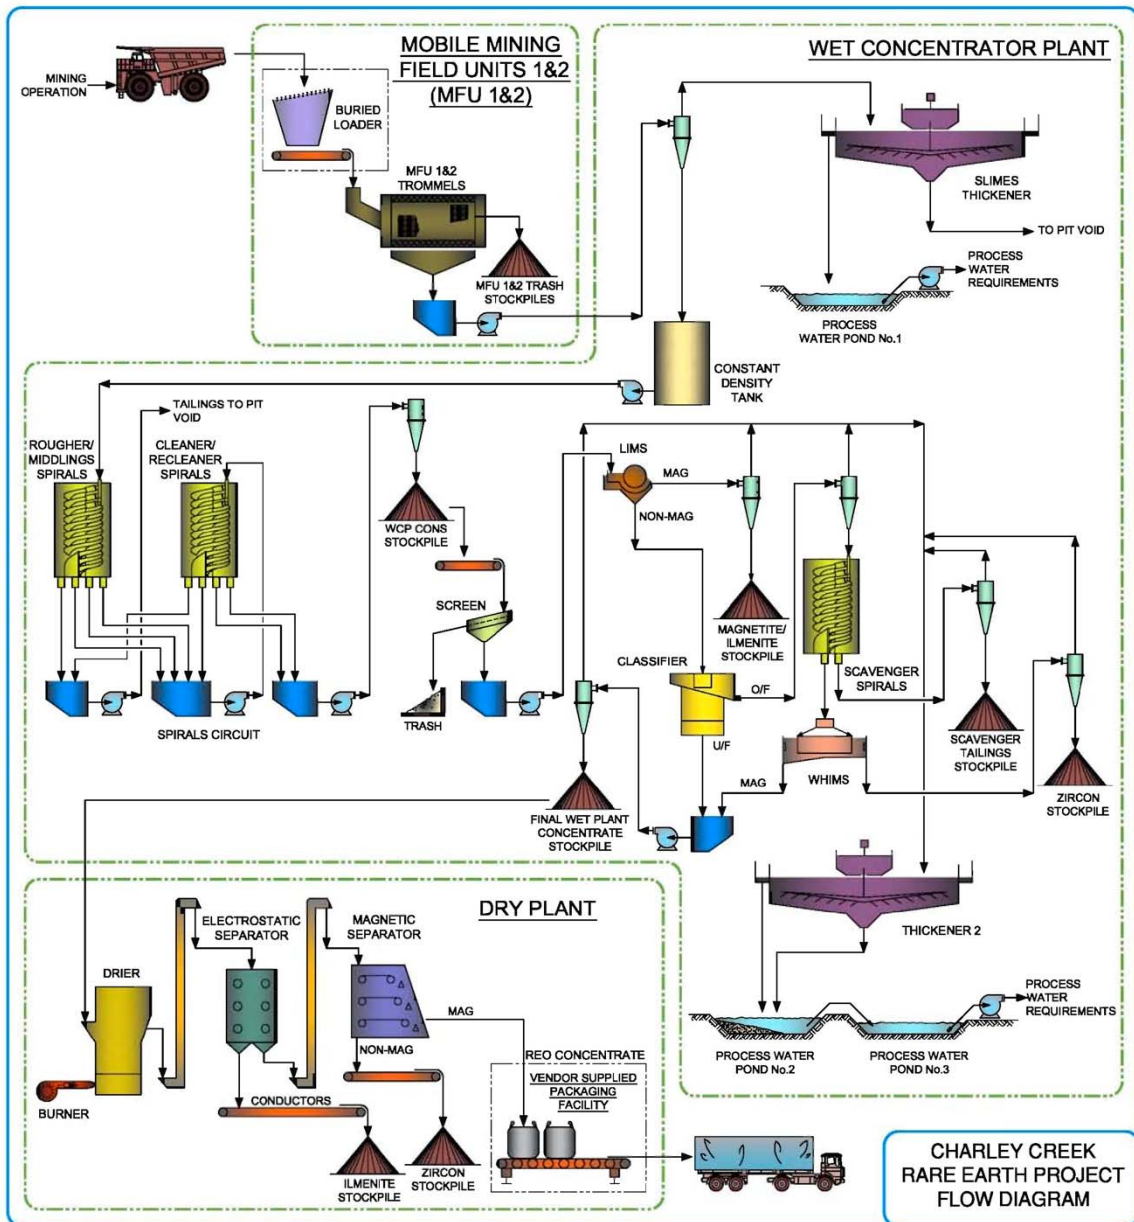 MOBILE MINING
FIELD UNITS 1&2
(MFU 1&2)
WET CONCENTRATOR PLANT
MINING
OPERATION
BURIED
LOADER
MFU 1&2
TROMMELS
MFU 1&2 TRASH
STOCKPILES
SLIMES
THICKENER
TO PIT VOID
PROCESS
WATER
REQUIREMENTS
PROCESS
WATER POND No.1
CONSTANT
DENSITY
TANK
TAILINGS TO PIT
VOID
ROUGHER/
MIDDLINGS
SPIRALS
CLEANER/
RECLEANER
SPIRALS
WCP CONS
STOCKPILE
LIMS
MAG
NON-MAG
SCREEN
TRASH
SPIRALS CIRCUIT
MAGNETITE/
ILMENITE
STOCKPILE
CLASSIFIER
O/F
U/F
SCAVENGER
SPIRALS
SCAVENGER
TAILINGS
STOCKPILE
ZIRCON
STOCKPILE
MAG
WHIMS
FINAL WET PLANT
CONCENTRATE
STOCKPILE
THICKENER 2
PROCESS
WATER
REQUIREMENTS
PROCESS WATER
POND No.2
PROCESS WATER
POND No.3
DRY PLANT
ELECTROSTATIC
SEPARATOR
MAGNETIC
SEPARATOR
DRIER
MAG
NON-MAG
BURNER
CONDUCTORS
ILMENITE
STOCKPILE
ZIRCON
STOCKPILE
REO CONCENTRATE
VENDOR SUPPLIED
PACKAGING
FACILITY
CHARLEY CREEK
RARE EARTH PROJECT
FLOW DIAGRAM